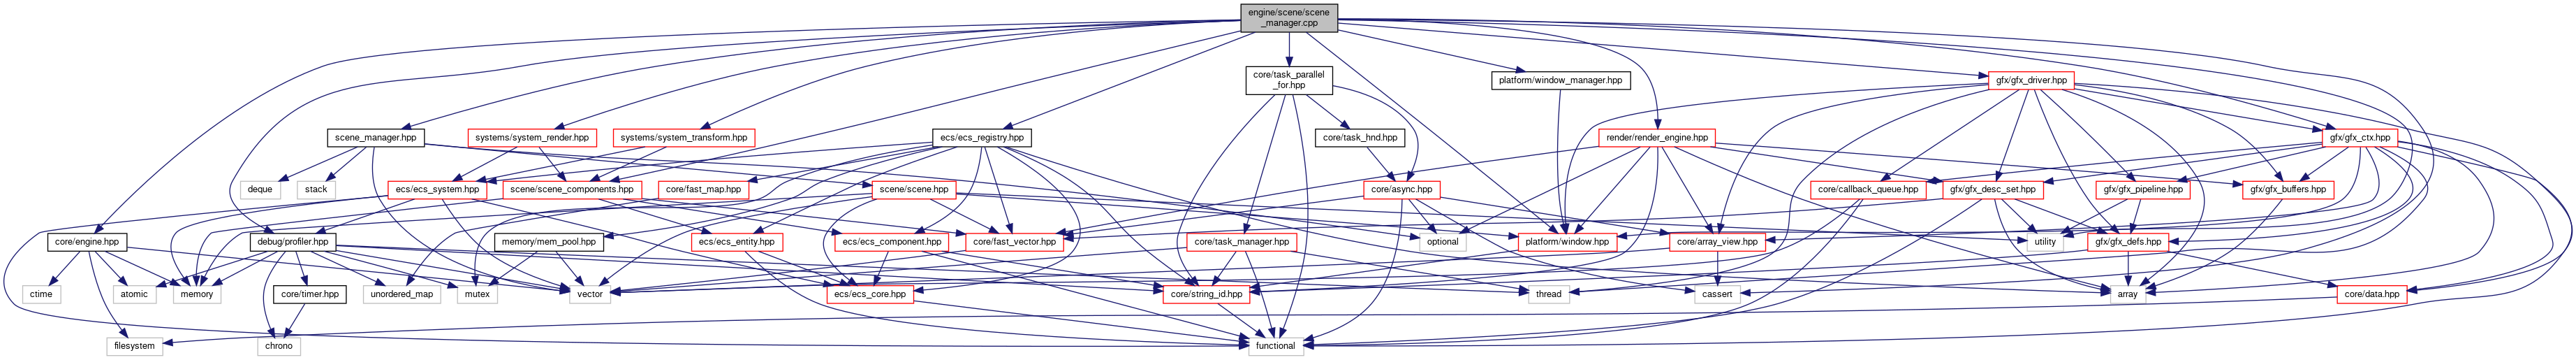 engine/scene/scene
_manager.cpp
core/task_parallel
_for.hpp
platform/window_manager.hpp
gfx/gfx_driver.hpp
scene_manager.hpp
systems/system_render.hpp
systems/system_transform.hpp
ecs/ecs_registry.hpp
core/task_hnd.hpp
render/render_engine.hpp
gfx/gfx_ctx.hpp
deque
stack
ecs/ecs_system.hpp
scene/scene_components.hpp
core/fast_map.hpp
scene/scene.hpp
core/async.hpp
core/callback_queue.hpp
gfx/gfx_desc_set.hpp
gfx/gfx_pipeline.hpp
gfx/gfx_buffers.hpp
core/engine.hpp
debug/profiler.hpp
memory/mem_pool.hpp
ecs/ecs_entity.hpp
ecs/ecs_component.hpp
core/fast_vector.hpp
core/task_manager.hpp
optional
platform/window.hpp
core/array_view.hpp
utility
gfx/gfx_defs.hpp
ctime
atomic
memory
core/timer.hpp
unordered_map
mutex
vector
ecs/ecs_core.hpp
core/string_id.hpp
thread
cassert
array
core/data.hpp
filesystem
chrono
functional